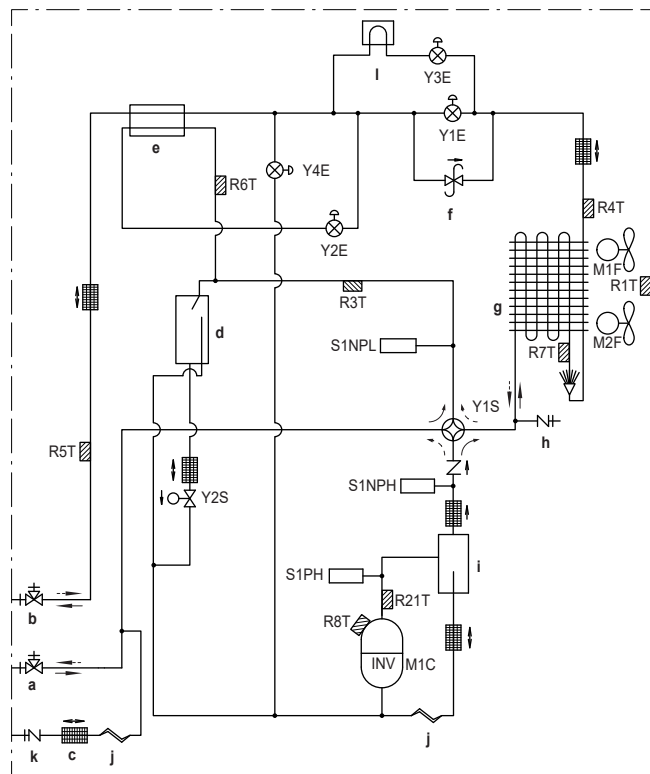 l
Y3E
Y1E
e
R6T
Y4E
f
R4T
Y2E
M1F
R1T
g
R3T
d
S1NPL
M2F
R7T
Y1S
h
R5T
S1NPH
Y2S
S1PH
i
R21T
b
R8T
INV
M1C
a
j
k
c
j